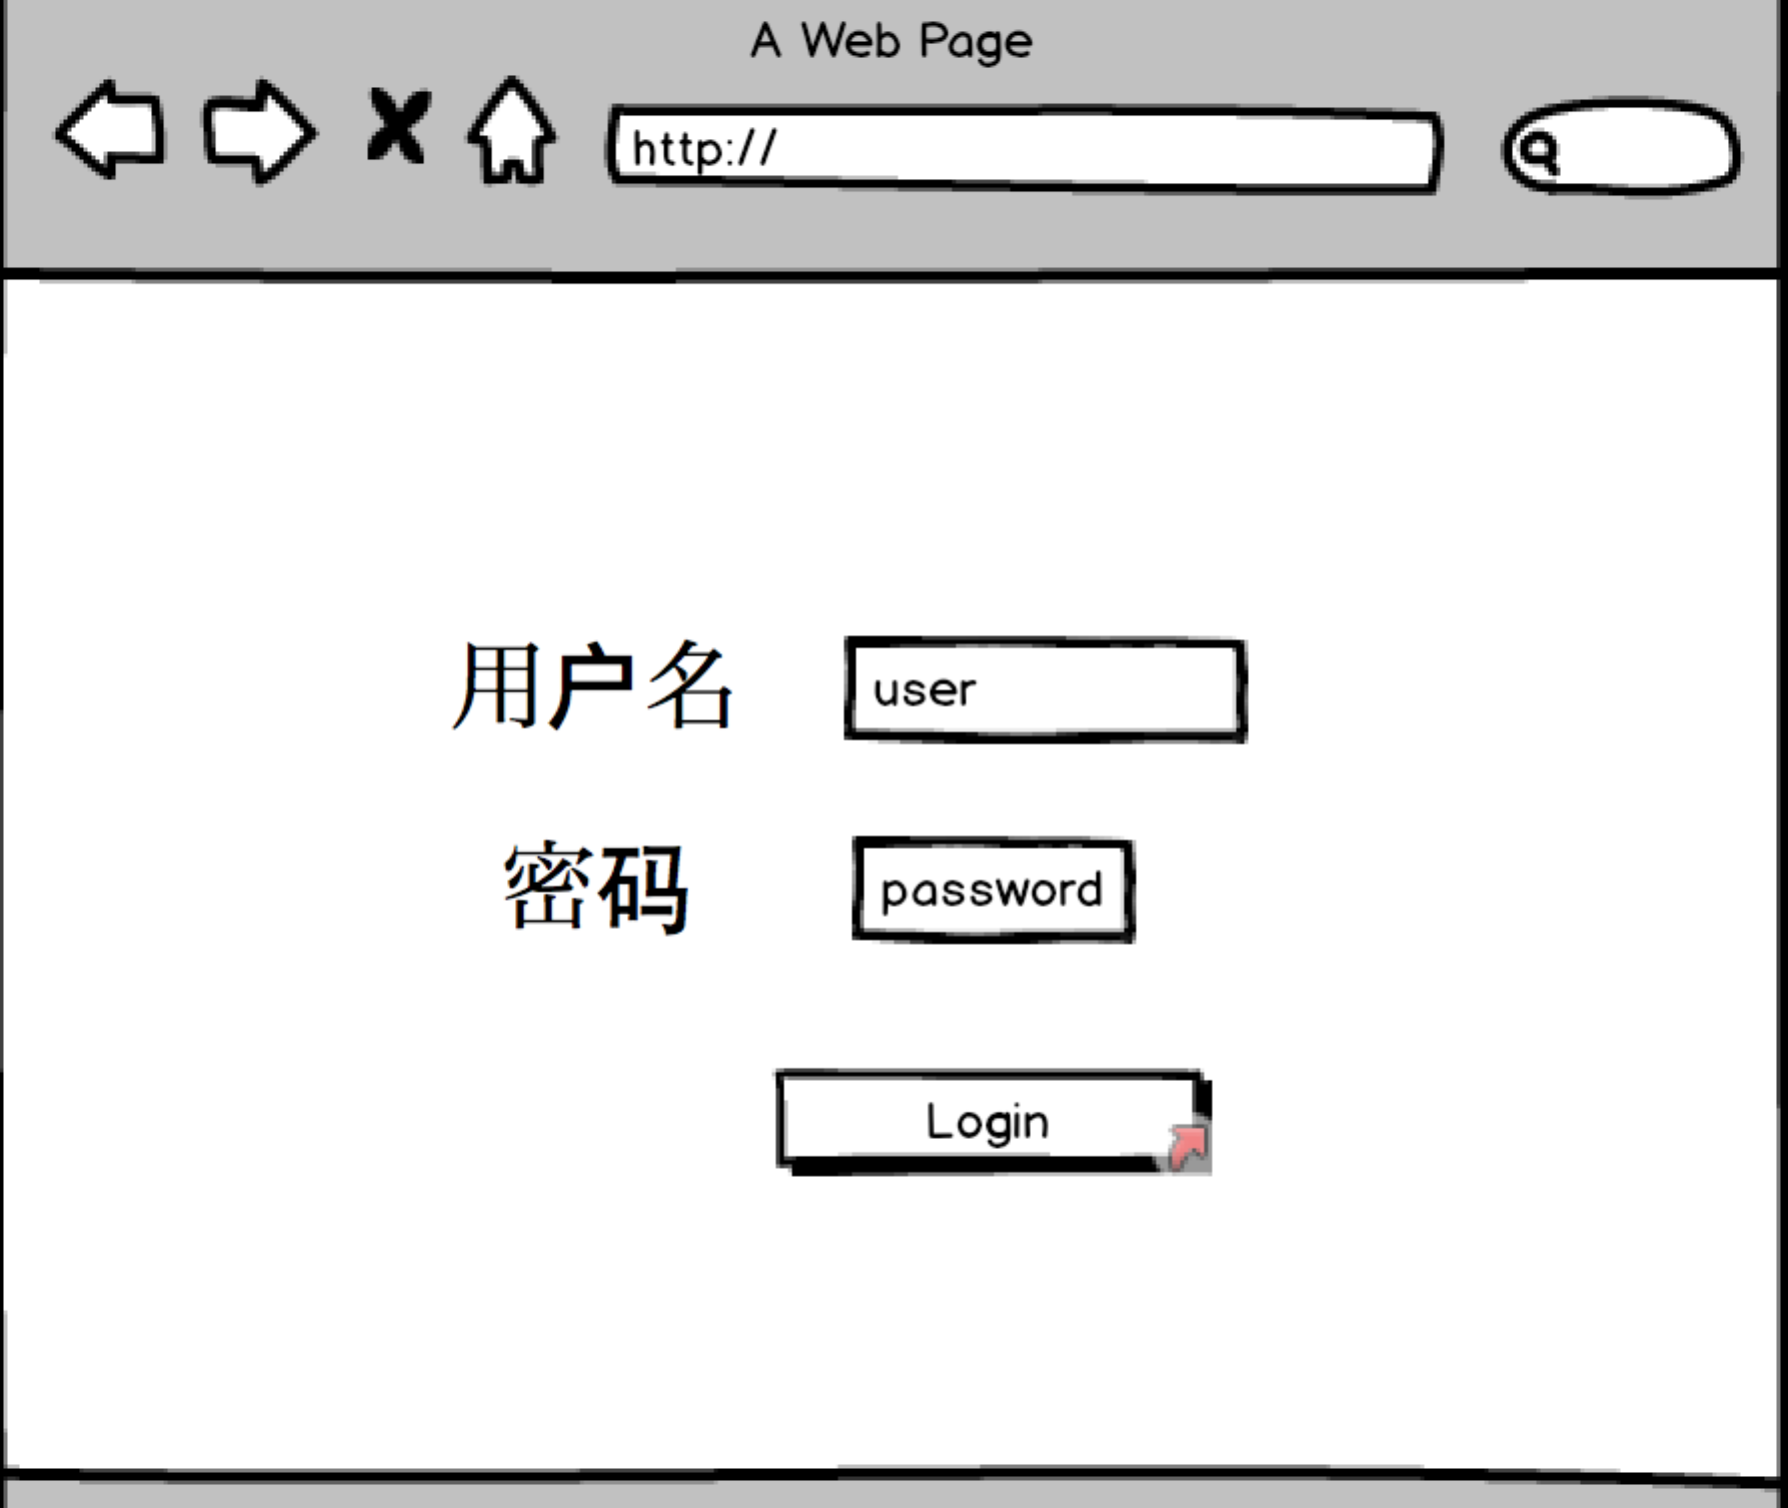 A Web Page
http://
用户名 user
密码 password
Login